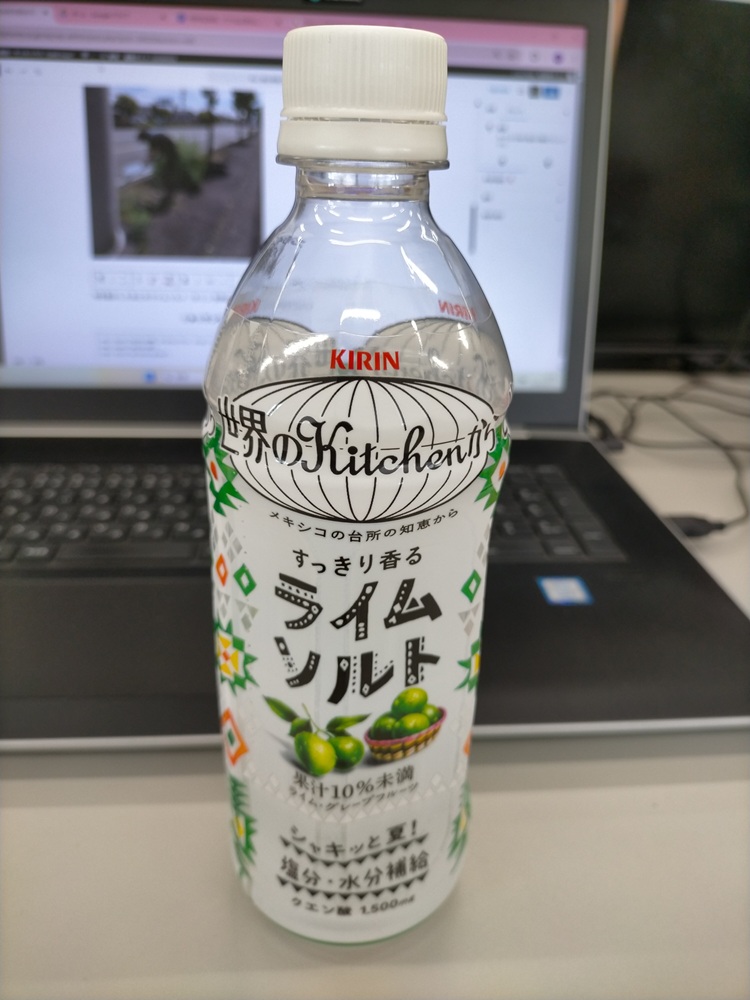 KIRIN
世界のKitchenから
メキシコの台所の知恵から
すっきり香る
ライム
ソルト
果汁10%未満
ライム・グレープフルーツ
シャキッと夏!
塩分・水分補給
クエン酸 1,500mg